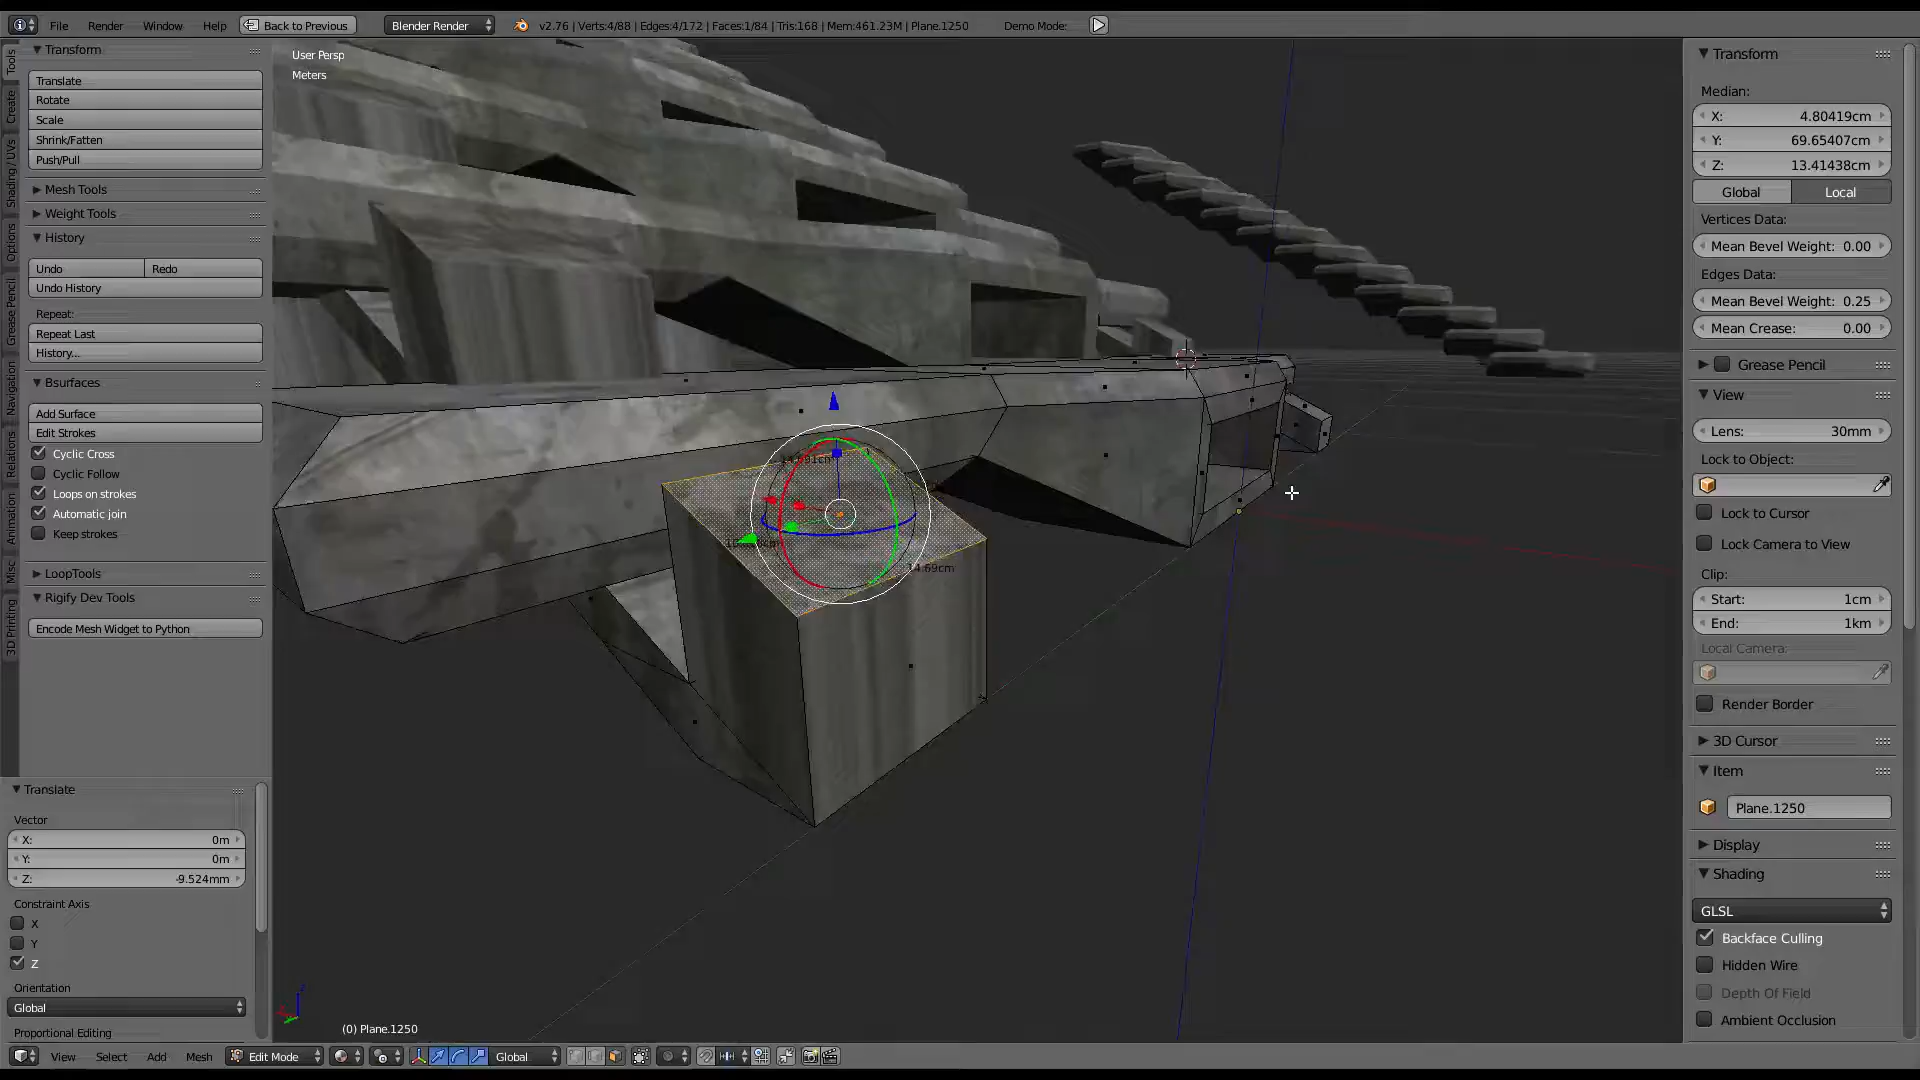 File Render Window Help Back to Previous Blender Render v2.76 | Verts:4/88 | Edges:4/172 | Faces:1/84 | Tris:168 | Mem:461.23M | Plane.1250 Demo Mode:
Tools
Create
Shading / UVs
Options
Grease Pencil
Navigation
Relations
Animation
Misc
3D Printing
Transform
Translate
Rotate
Scale
Shrink/Fatten
Push/Pull
Mesh Tools
Weight Tools
History
Undo Redo
Undo History
Repeat:
Repeat Last
History...
Bsurfaces
Add Surface
Edit Strokes
Cyclic Cross
Cyclic Follow
Loops on strokes
Automatic join
Keep strokes
LoopTools
Rigify Dev Tools
Encode Mesh Widget to Python
Translate
Vector
X: 0m
Y: 0m
Z: -9.524mm
Constraint Axis
X
Y
Z
Orientation
Global
Proportional Editing
User Persp
Meters
14.69cm
(0) Plane.1250
View Select Add Mesh Edit Mode Global
Transform
Median:
X: 4.80419cm
Y: 69.65407cm
Z: 13.41438cm
Global Local
Vertices Data:
Mean Bevel Weight: 0.00
Edges Data:
Mean Bevel Weight: 0.25
Mean Crease: 0.00
Grease Pencil
View
Lens: 30mm
Lock to Object:
Lock to Cursor
Lock Camera to View
Clip:
Start: 1cm
End: 1km
Local Camera:
Render Border
3D Cursor
Item
Plane.1250
Display
Shading
GLSL
Backface Culling
Hidden Wire
Depth Of Field
Ambient Occlusion